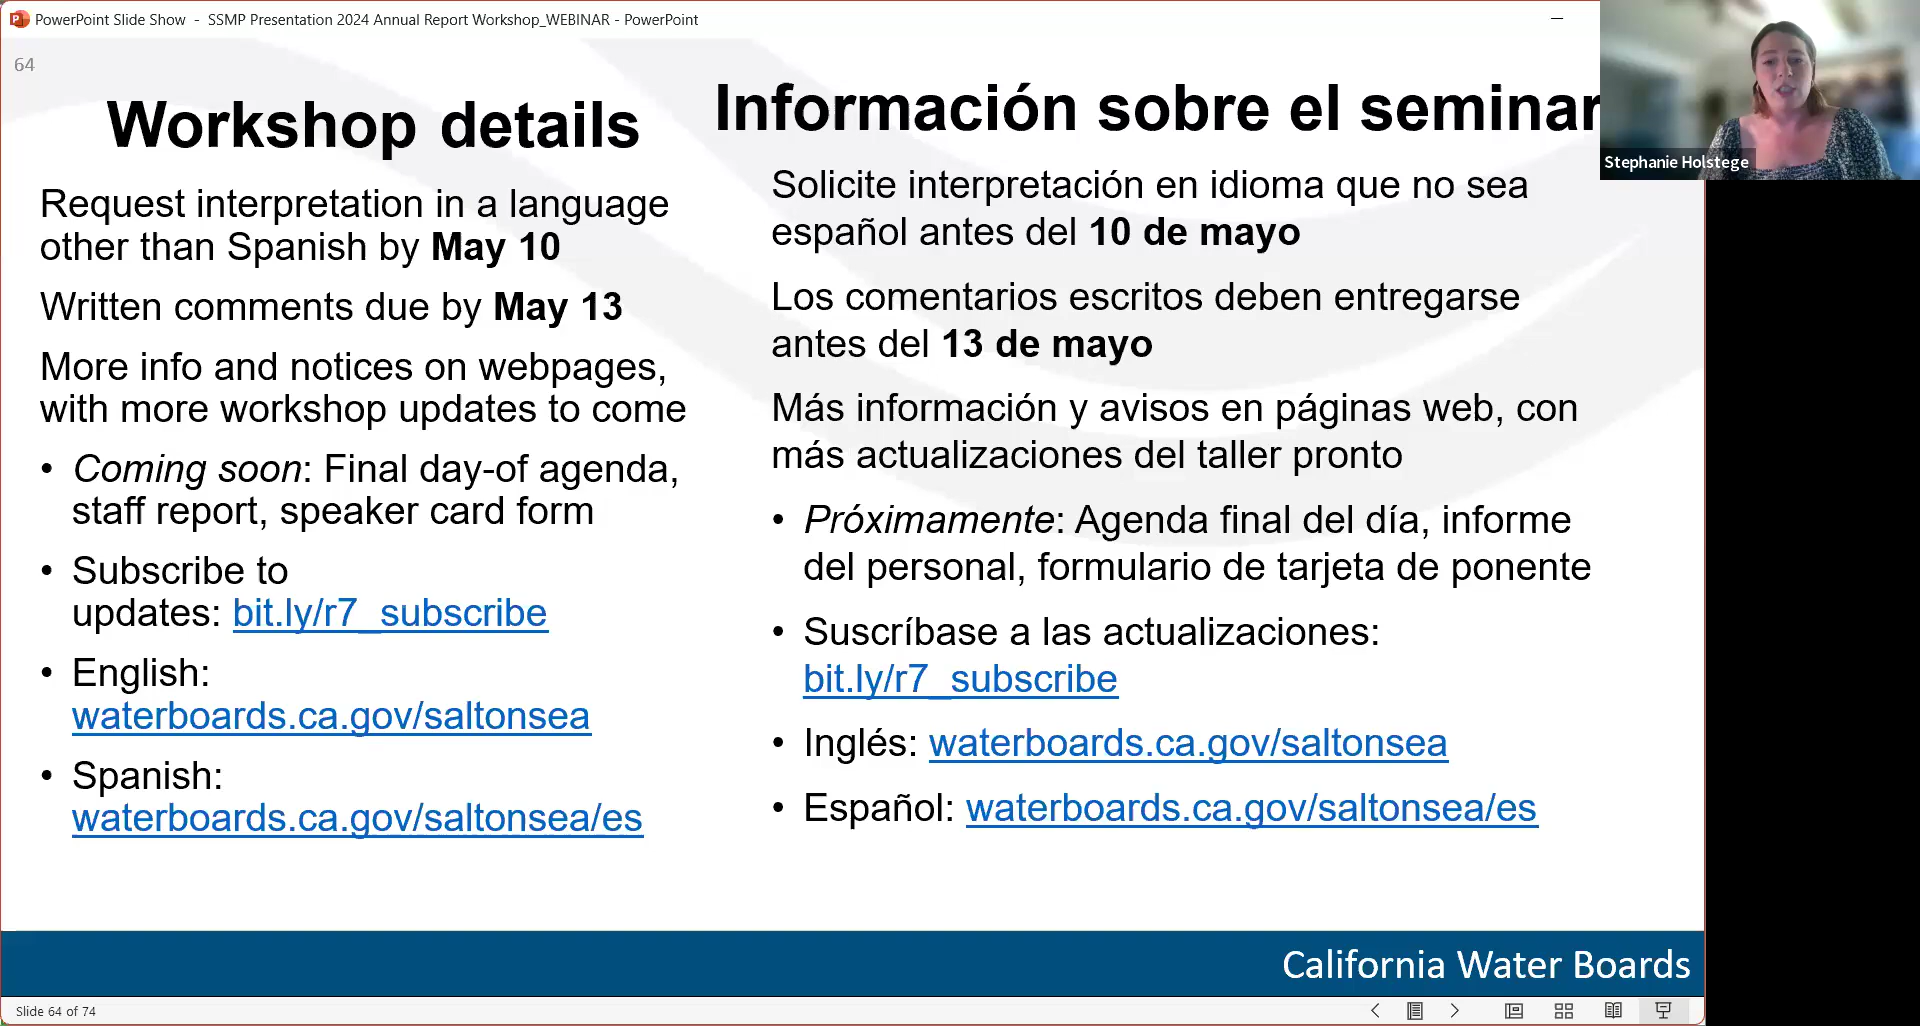 PowerPoint Slide Show - SSMP Presentation 2024 Annual Report Workshop_WEBINAR - PowerPoint
64
Workshop details
Request interpretation in a language
other than Spanish by May 10
Written comments due by May 13
More info and notices on webpages,
with more workshop updates to come
• Coming soon: Final day-of agenda,
staff report, speaker card form
• Subscribe to
updates: bit.ly/r7_subscribe
• English:
waterboards.ca.gov/saltonsea
• Spanish:
waterboards.ca.gov/saltonsea/es
Información sobre el seminar
Solicite interpretación en idioma que no sea
español antes del 10 de mayo
Los comentarios escritos deben entregarse
antes del 13 de mayo
Más información y avisos en páginas web, con
más actualizaciones del taller pronto
• Próximamente: Agenda final del día, informe
del personal, formulario de tarjeta de ponente
• Suscríbase a las actualizaciones:
bit.ly/r7_subscribe
• Inglés: waterboards.ca.gov/saltonsea
• Español: waterboards.ca.gov/saltonsea/es
Stephanie Holstege
California Water Boards
Slide 64 of 74